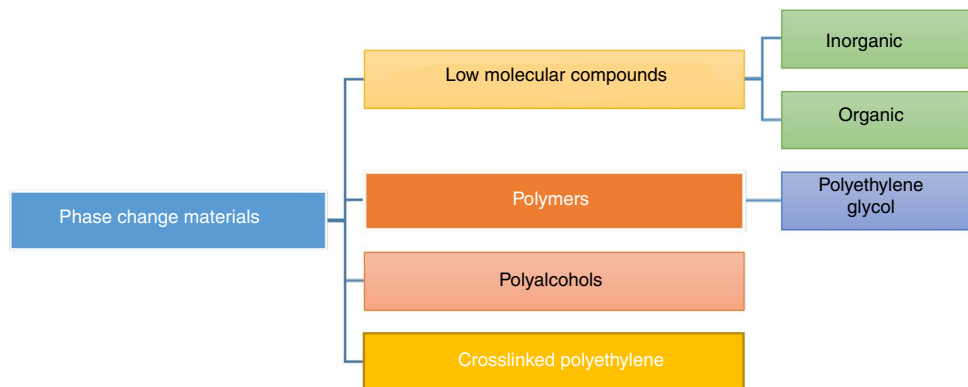 Phase change materials
Low molecular compounds
Inorganic
Organic
Polymers
Polyethylene
glycol
Polyalcohols
Crosslinked polyethylene